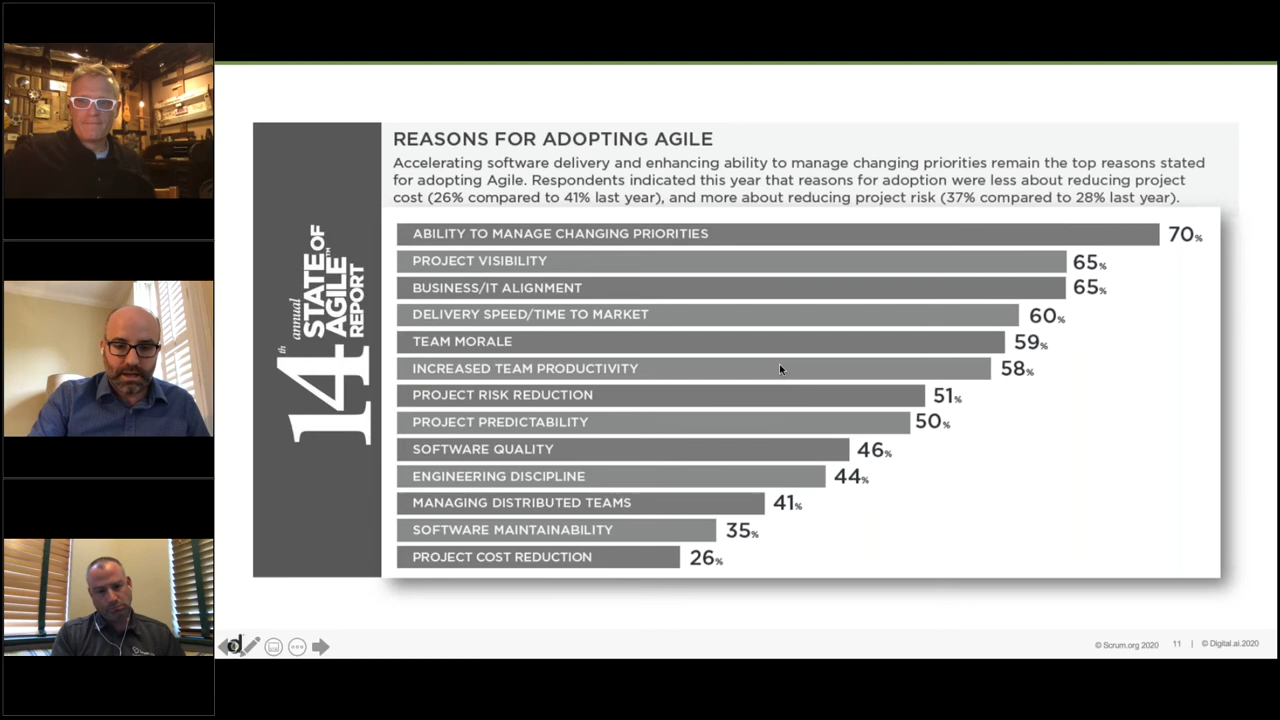 14th annual
STATE OF
AGILE™
REPORT
REASONS FOR ADOPTING AGILE
Accelerating software delivery and enhancing ability to manage changing priorities remain the top reasons stated
for adopting Agile. Respondents indicated this year that reasons for adoption were less about reducing project
cost (26% compared to 41% last year), and more about reducing project risk (37% compared to 28% last year).
ABILITY TO MANAGE CHANGING PRIORITIES 70%
PROJECT VISIBILITY 65%
BUSINESS/IT ALIGNMENT 65%
DELIVERY SPEED/TIME TO MARKET 60%
TEAM MORALE 59%
INCREASED TEAM PRODUCTIVITY 58%
PROJECT RISK REDUCTION 51%
PROJECT PREDICTABILITY 50%
SOFTWARE QUALITY 46%
ENGINEERING DISCIPLINE 44%
MANAGING DISTRIBUTED TEAMS 41%
SOFTWARE MAINTAINABILITY 35%
PROJECT COST REDUCTION 26%
d
© Scrum.org 2020 11 | © Digital.ai.2020